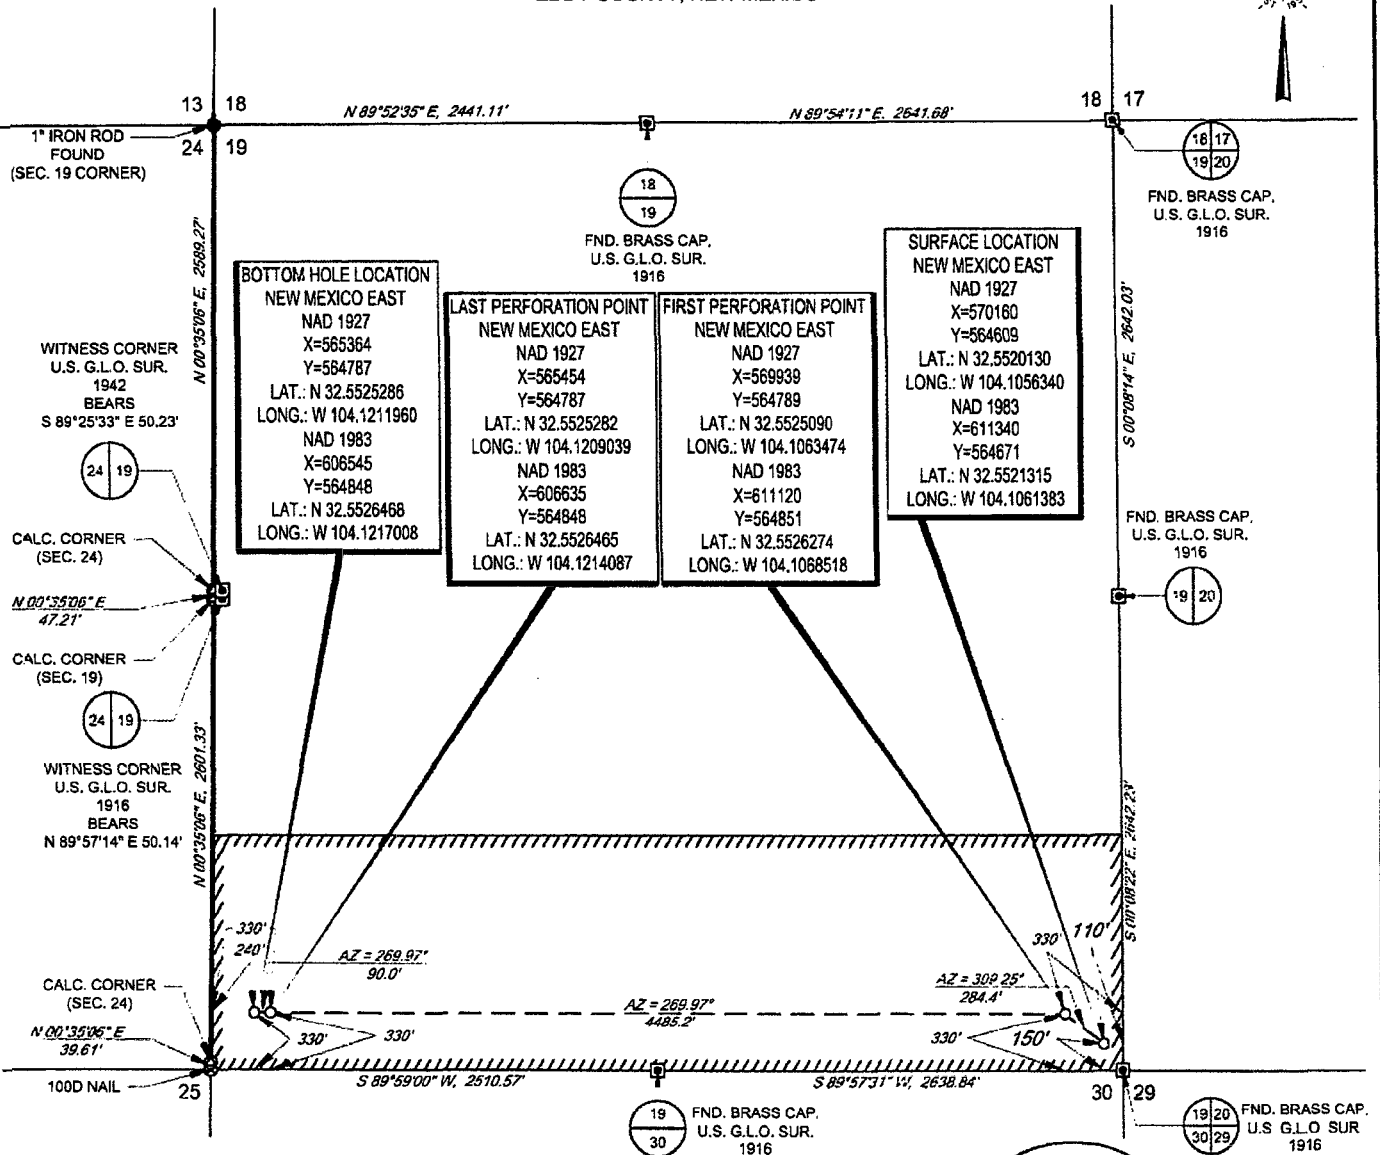 13 18
24 19
N 89°52'35" E, 2441.11'
N 89°54'11" E, 2641.68'
18 17
1" IRON ROD
FOUND
(SEC. 19 CORNER)
18
19
FND. BRASS CAP,
U.S. G.L.O. SUR.
1916
18 17
19 20
FND. BRASS CAP,
U.S. G.L.O. SUR.
1916
N 00°35'06" E, 2589.27'
S 00°08'14" E, 2642.03'
BOTTOM HOLE LOCATION
NEW MEXICO EAST
NAD 1927
X=565364
Y=564787
LAT.: N 32.5525286
LONG.: W 104.1211960
NAD 1983
X=606545
Y=564848
LAT.: N 32.5526468
LONG.: W 104.1217008
LAST PERFORATION POINT
NEW MEXICO EAST
NAD 1927
X=565454
Y=564787
LAT.: N 32.5525282
LONG.: W 104.1209039
NAD 1983
X=606635
Y=564848
LAT.: N 32.5526465
LONG.: W 104.1214087
FIRST PERFORATION POINT
NEW MEXICO EAST
NAD 1927
X=569939
Y=564789
LAT.: N 32.5525090
LONG.: W 104.1063474
NAD 1983
X=611120
Y=564851
LAT.: N 32.5526274
LONG.: W 104.1068518
SURFACE LOCATION
NEW MEXICO EAST
NAD 1927
X=570160
Y=564609
LAT.: N 32.5520130
LONG.: W 104.1056340
NAD 1983
X=611340
Y=564671
LAT.: N 32.5521315
LONG.: W 104.1061383
WITNESS CORNER
U.S. G.L.O. SUR.
1942
BEARS
S 89°25'33" E 50.23'
24 19
CALC. CORNER
(SEC. 24)
N 00°35'06" E
47.21'
CALC. CORNER
(SEC. 19)
24 19
WITNESS CORNER
U.S. G.L.O. SUR.
1916
BEARS
N 89°57'14" E 50.14'
FND. BRASS CAP,
U.S. G.L.O. SUR.
1916
19 20
N 00°35'06" E, 2601.33'
S 00°08'22" E, 2642.23'
330'
240'
AZ = 269.97°
90.0'
330'
330'
AZ = 269.97°
4485.2'
AZ = 309.25°
284.4'
330'
110'
330'
150'
CALC. CORNER
(SEC. 24)
N 00°35'06" E
39.61'
100D NAIL
25
S 89°59'00" W, 2510.57'
S 89°57'31" W, 2638.84'
30 29
19
30
FND. BRASS CAP,
U.S. G.L.O. SUR.
1916
19 20
30 29
FND. BRASS CAP,
U.S G.L.O SUR
1916